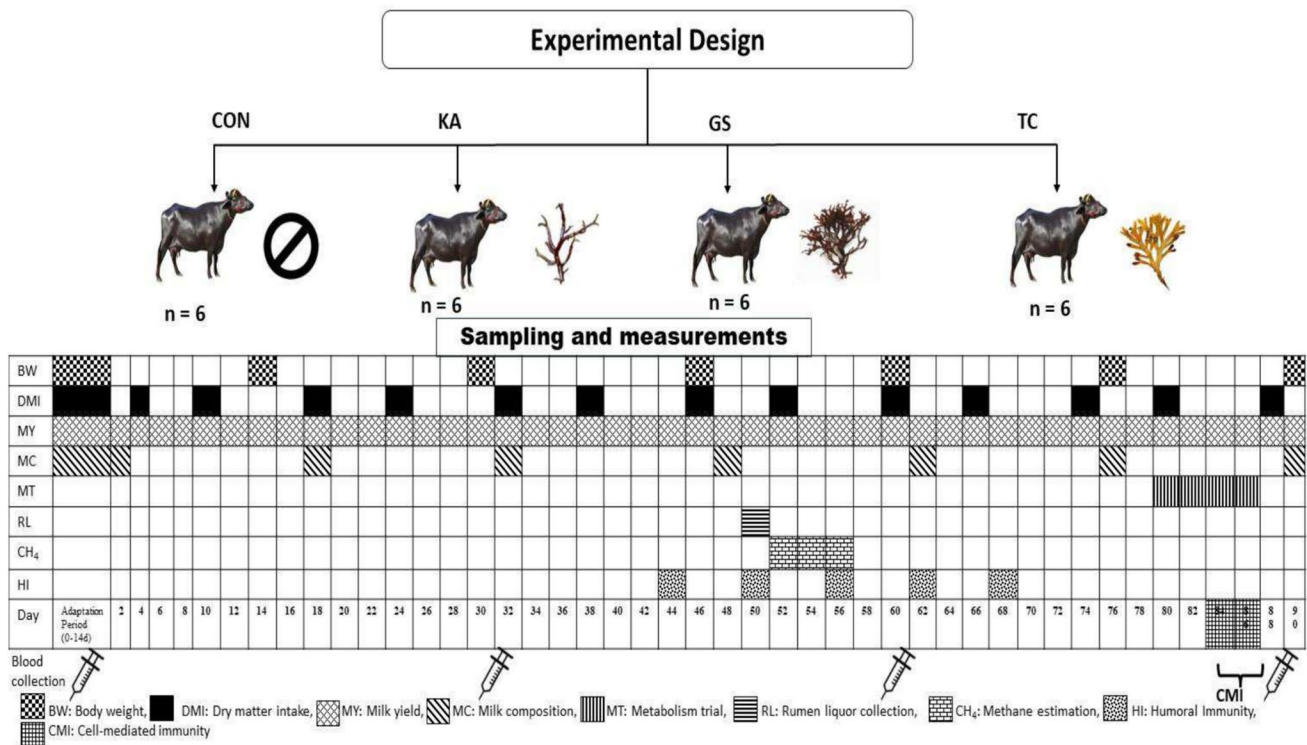 Experimental Design
CON KA GS TC
n = 6 n = 6 n = 6 n = 6
Sampling and measurements
BW
DMI
MY
MC
MT
RL
CH₄
HI
Day Adaptation Period (0-14d) 2 4 6 8 10 12 14 16 18 20 22 24 26 28 30 32 34 36 38 40 42 44 46 48 50 52 54 56 58 60 62 64 66 68 70 72 74 76 78 80 82 84 86 88 90
Blood collection
CMI
BW: Body weight, DMI: Dry matter intake, MY: Milk yield, MC: Milk composition, MT: Metabolism trial, RL: Rumen liquor collection, CH₄: Methane estimation, HI: Humoral Immunity,
CMI: Cell-mediated immunity